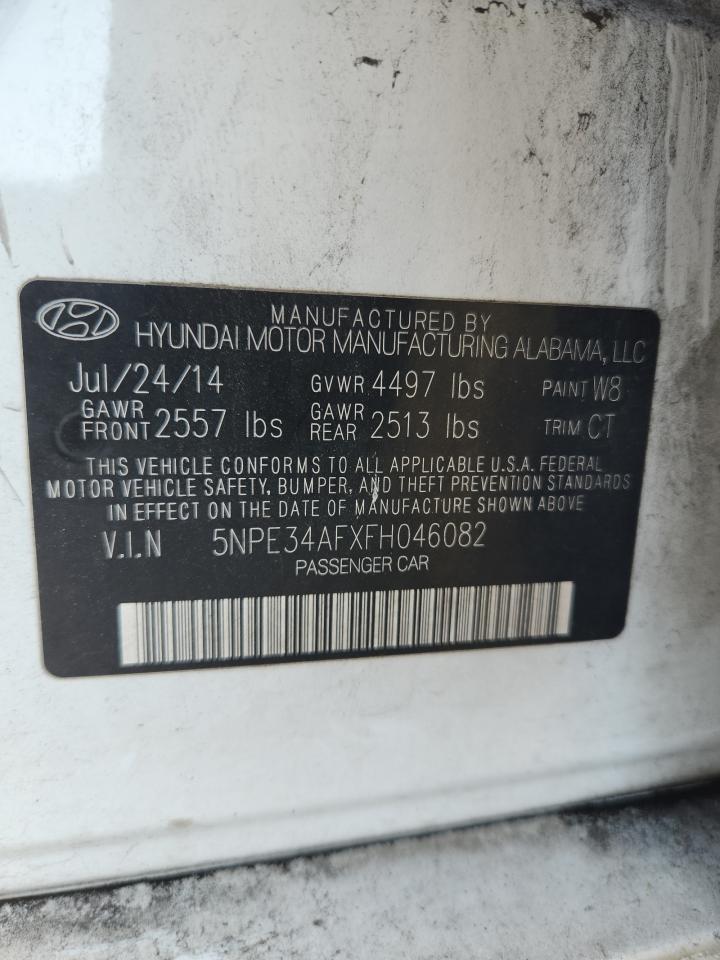 MANUFACTURED BY
HYUNDAI MOTOR MANUFACTURING ALABAMA, LLC
Jul/24/14 GVWR 4497 lbs PAINT W8
GAWR FRONT 2557 lbs GAWR REAR 2513 lbs TRIM CT
THIS VEHICLE CONFORMS TO ALL APPLICABLE U.S.A. FEDERAL
MOTOR VEHICLE SAFETY, BUMPER, AND THEFT PREVENTION STANDARDS
IN EFFECT ON THE DATE OF MANUFACTURE SHOWN ABOVE
V.I.N 5NPE34AFXFH046082
PASSENGER CAR